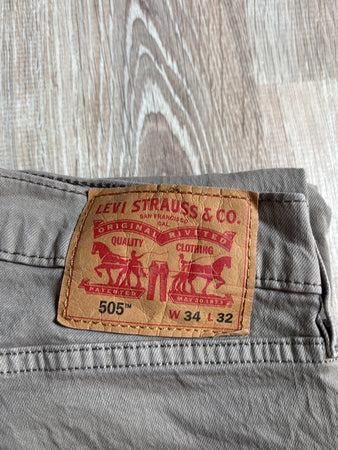 LEVI STRAUSS & CO.
SAN FRANCISCO
CAL.
ORIGINAL RIVETED
QUALITY CLOTHING
PATENTED MAY 20 1873
505™ W 34 L 32